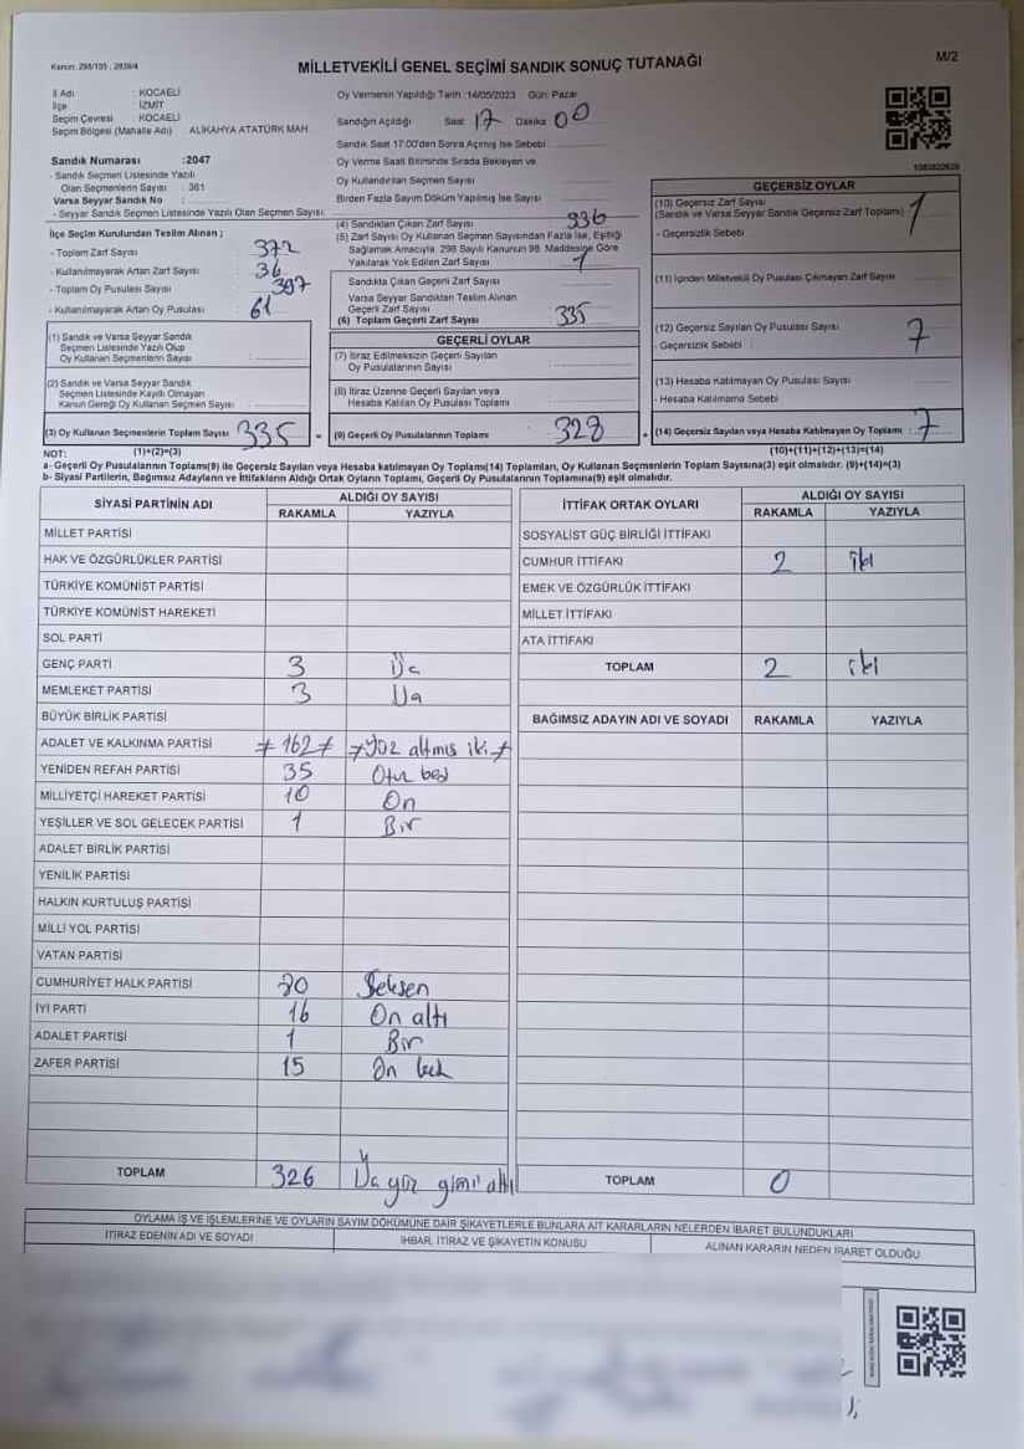 Kanun: 298/105 , 2839/4
MİLLETVEKİLİ GENEL SEÇİMİ SANDIK SONUÇ TUTANAĞI
M/2
İl Adı : KOCAELİ
İlçe : İZMİT
Seçim Çevresi : KOCAELİ
Seçim Bölgesi (Mahalle Adı) ALİKAHYA ATATÜRK MAH
Sandık Numarası :2047
- Sandık Seçmen Listesinde Yazılı
Olan Seçmenlerin Sayısı : 361
Varsa Seyyar Sandık No :
- Seyyar Sandık Seçmen Listesinde Yazılı Olan Seçmen Sayısı:
İlçe Seçim Kurulundan Teslim Alınan ;
- Toplam Zarf Sayısı : 372
- Kullanılmayarak Artan Zarf Sayısı : 36
- Toplam Oy Pusulası Sayısı : 397
- Kullanılmayarak Artan Oy Pusulası : 61
(1) Sandık ve Varsa Seyyar Sandık
Seçmen Listesinde Yazılı Olup
Oy Kullanan Seçmenlerin Sayısı :
(2) Sandık ve Varsa Seyyar Sandık
Seçmen Listesinde Kayıtlı Olmayan
Kanun Gereği Oy Kullanan Seçmen Sayısı :
(3) Oy Kullanan Seçmenlerin Toplam Sayısı : 335
Oy Vermenin Yapıldığı Tarih :14/05/2023 Gün: Pazar
Sandığın Açıldığı Saat: 17 Dakika: 00
Sandık Saat 17:00'den Sonra Açılmış İse Sebebi
Oy Verme Saati Bitiminde Sırada Bekleyen ve
Oy Kullandırılan Seçmen Sayısı
Birden Fazla Sayım Döküm Yapılmış İse Sayısı
(4) Sandıktan Çıkan Zarf Sayısı 336
(5) Zarf Sayısı Oy Kullanan Seçmen Sayısından Fazla İse, Eşitliği
Sağlamak Amacıyla, 298 Sayılı Kanunun 98. Maddesine Göre
Yakılarak Yok Edilen Zarf Sayısı 1
Sandıkta Çıkan Geçerli Zarf Sayısı
Varsa Seyyar Sandıktan Teslim Alınan
Geçerli Zarf Sayısı
(6) Toplam Geçerli Zarf Sayısı : 335
GEÇERLİ OYLAR
(7) İtiraz Edilmeksizin Geçerli Sayılan
Oy Pusulalarının Sayısı :
(8) İtiraz Üzerine Geçerli Sayılan veya
Hesaba Katılan Oy Pusulası Toplamı :
(9) Geçerli Oy Pusulalarının Toplamı : 328
1083822629
GEÇERSİZ OYLAR
(10) Geçersiz Zarf Sayısı
(Sandık ve Varsa Seyyar Sandık Geçersiz Zarf Toplamı) 1
- Geçersizlik Sebebi :
(11) İçinden Milletvekili Oy Pusulası Çıkmayan Zarf Sayısı
(12) Geçersiz Sayılan Oy Pusulası Sayısı 7
- Geçersizlik Sebebi :
(13) Hesaba Katılmayan Oy Pusulası Sayısı
- Hesaba Katılmama Sebebi
(14) Geçersiz Sayılan veya Hesaba Katılmayan Oy Toplamı : 7
NOT: (1)+(2)=(3) (10)+(11)+(12)+(13)=(14)
a- Geçerli Oy Pusulalarının Toplamı(9) ile Geçersiz Sayılan veya Hesaba katılmayan Oy Toplamı(14) Toplamları, Oy Kullanan Seçmenlerin Toplam Sayısına(3) eşit olmalıdır. (9)+(14)=(3)
b- Siyasi Partilerin, Bağımsız Adayların ve İttifakların Aldığı Ortak Oyların Toplamı, Geçerli Oy Pusulalarının Toplamına(9) eşit olmalıdır.
SİYASİ PARTİNİN ADI ALDIĞI OY SAYISI
RAKAMLA YAZIYLA
MİLLET PARTİSİ
HAK VE ÖZGÜRLÜKLER PARTİSİ
TÜRKİYE KOMÜNİST PARTİSİ
TÜRKİYE KOMÜNİST HAREKETİ
SOL PARTİ
GENÇ PARTİ 3 Üç
MEMLEKET PARTİSİ 3 Üç
BÜYÜK BİRLİK PARTİSİ
ADALET VE KALKINMA PARTİSİ 162 Yüz altmış iki
YENİDEN REFAH PARTİSİ 35 Otuz beş
MİLLİYETÇİ HAREKET PARTİSİ 10 On
YEŞİLLER VE SOL GELECEK PARTİSİ 1 Bir
ADALET BİRLİK PARTİSİ
YENİLİK PARTİSİ
HALKIN KURTULUŞ PARTİSİ
MİLLİ YOL PARTİSİ
VATAN PARTİSİ
CUMHURİYET HALK PARTİSİ 80 Seksen
İYİ PARTİ 16 On altı
ADALET PARTİSİ 1 Bir
ZAFER PARTİSİ 15 On beş
TOPLAM 326 Üç yüz yirmi altı
İTTİFAK ORTAK OYLARI ALDIĞI OY SAYISI
RAKAMLA YAZIYLA
SOSYALİST GÜÇ BİRLİĞİ İTTİFAKI
CUMHUR İTTİFAKI 2 iki
EMEK VE ÖZGÜRLÜK İTTİFAKI
MİLLET İTTİFAKI
ATA İTTİFAKI
TOPLAM 2 iki
BAĞIMSIZ ADAYIN ADI VE SOYADI RAKAMLA YAZIYLA
TOPLAM 0
OYLAMA İŞ VE İŞLEMLERİNE VE OYLARIN SAYIM DÖKÜMÜNE DAİR ŞİKAYETLERLE BUNLARA AİT KARARLARIN NELERDEN İBARET BULUNDUKLARI
İTİRAZ EDENİN ADI VE SOYADI İHBAR, İTİRAZ VE ŞİKAYETİN KONUSU ALINAN KARARIN NEDEN İBARET OLDUĞU